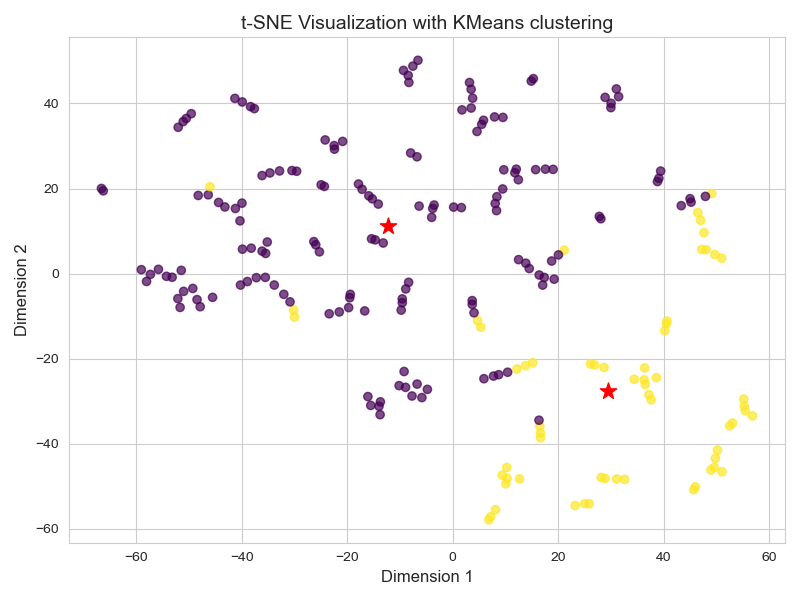 t-SNE Visualization with KMeans clustering
Dimension 2
40
20
0
−20
−40
−60
−60 −40 −20 0 20 40 60
Dimension 1